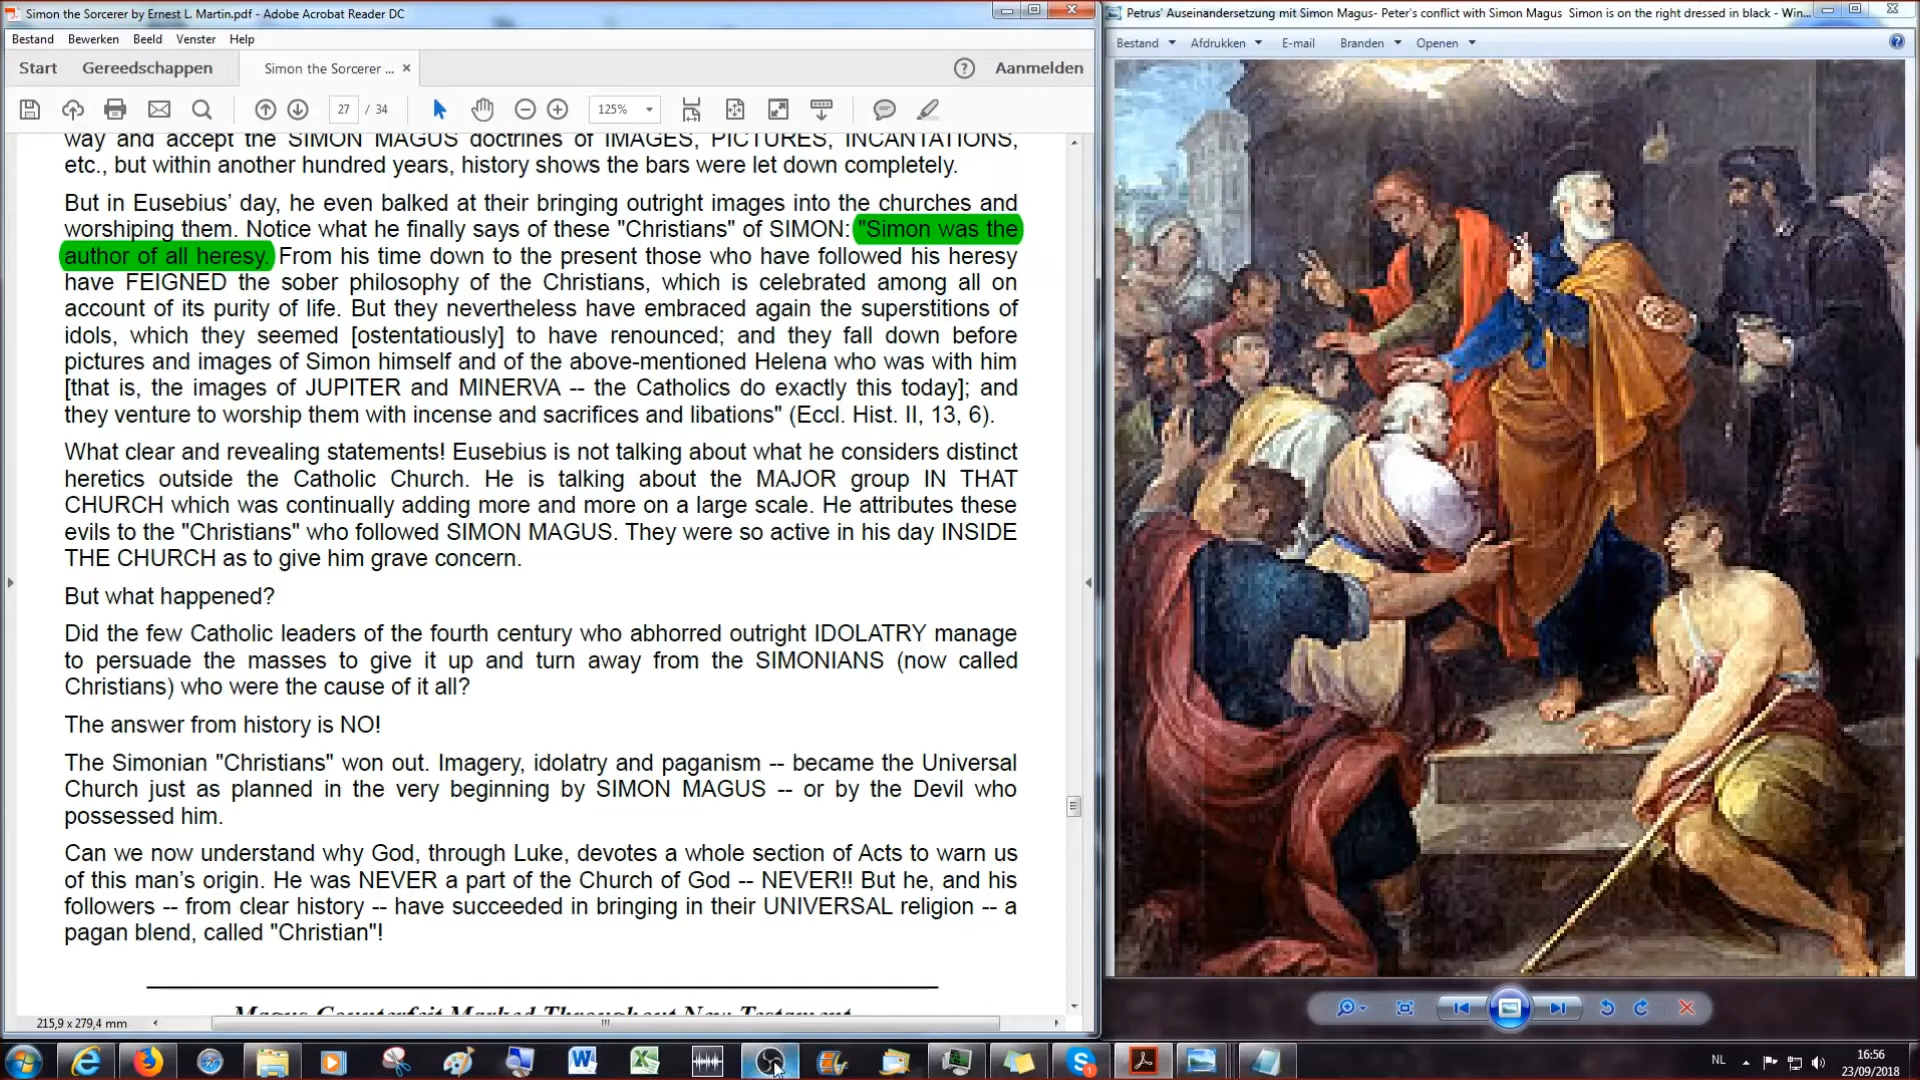 Simon the Sorcerer by Ernest L. Martin.pdf - Adobe Acrobat Reader DC
Bestand Bewerken Beeld Venster Help
Start Gereedschappen Simon the Sorcerer ... × Aanmelden
27 / 34 125%
way and accept the SIMON MAGUS doctrines of IMAGES, PICTURES, INCANTATIONS,
etc., but within another hundred years, history shows the bars were let down completely.
But in Eusebius’ day, he even balked at their bringing outright images into the churches and
worshiping them. Notice what he finally says of these "Christians" of SIMON: "Simon was the
author of all heresy. From his time down to the present those who have followed his heresy
have FEIGNED the sober philosophy of the Christians, which is celebrated among all on
account of its purity of life. But they nevertheless have embraced again the superstitions of
idols, which they seemed [ostentatiously] to have renounced; and they fall down before
pictures and images of Simon himself and of the above-mentioned Helena who was with him
[that is, the images of JUPITER and MINERVA -- the Catholics do exactly this today]; and
they venture to worship them with incense and sacrifices and libations" (Eccl. Hist. II, 13, 6).
What clear and revealing statements! Eusebius is not talking about what he considers distinct
heretics outside the Catholic Church. He is talking about the MAJOR group IN THAT
CHURCH which was continually adding more and more on a large scale. He attributes these
evils to the "Christians" who followed SIMON MAGUS. They were so active in his day INSIDE
THE CHURCH as to give him grave concern.
But what happened?
Did the few Catholic leaders of the fourth century who abhorred outright IDOLATRY manage
to persuade the masses to give it up and turn away from the SIMONIANS (now called
Christians) who were the cause of it all?
The answer from history is NO!
The Simonian "Christians" won out. Imagery, idolatry and paganism -- became the Universal
Church just as planned in the very beginning by SIMON MAGUS -- or by the Devil who
possessed him.
Can we now understand why God, through Luke, devotes a whole section of Acts to warn us
of this man’s origin. He was NEVER a part of the Church of God -- NEVER!! But he, and his
followers -- from clear history -- have succeeded in bringing in their UNIVERSAL religion -- a
pagan blend, called "Christian"!
Magus Counterfeit Marked Throughout New Testament
215,9 x 279,4 mm
Petrus' Auseinandersetzung mit Simon Magus- Peter's conflict with Simon Magus Simon is on the right dressed in black - Win...
Bestand Afdrukken E-mail Branden Openen
NL
16:56
23/09/2018